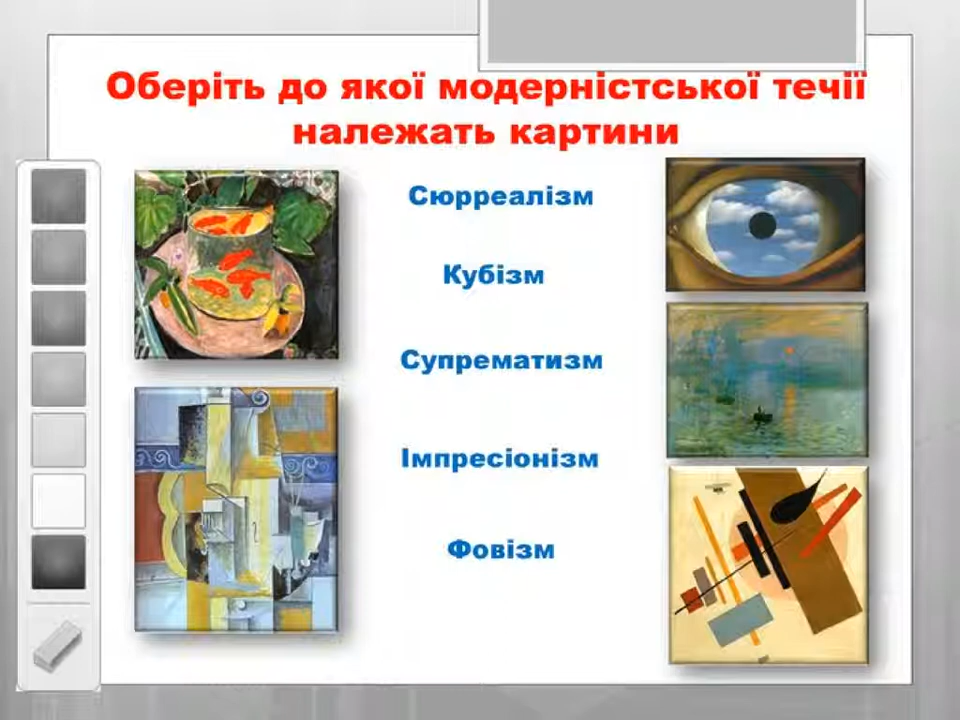 Оберіть до якої модерністської течії
належать картини
Сюрреалізм
Кубізм
Супрематизм
Імпресіонізм
Фовізм